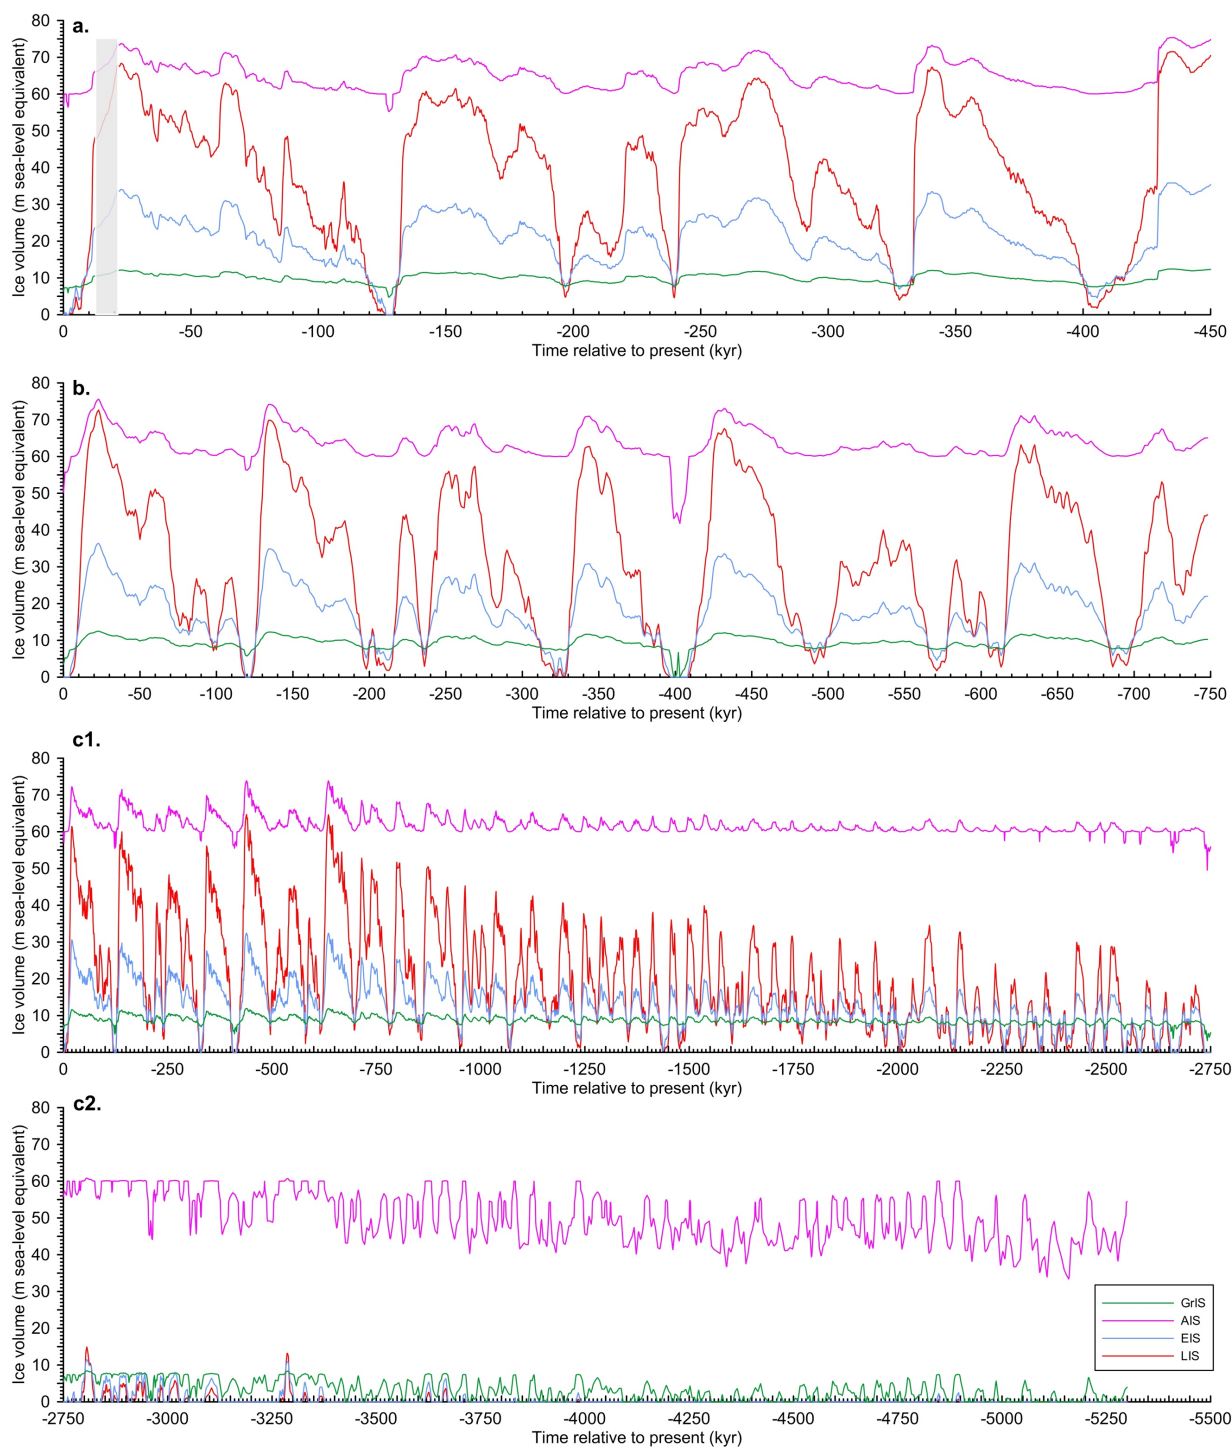 a.
Ice volume (m sea-level equivalent)
80
70
60
50
40
30
20
10
0
0 -50 -100 -150 -200 -250 -300 -350 -400 -450
Time relative to present (kyr)
b.
Ice volume (m sea-level equivalent)
80
70
60
50
40
30
20
10
0
0 -50 -100 -150 -200 -250 -300 -350 -400 -450 -500 -550 -600 -650 -700 -750
Time relative to present (kyr)
c1.
Ice volume (m sea-level equivalent)
80
70
60
50
40
30
20
10
0
0 -250 -500 -750 -1000 -1250 -1500 -1750 -2000 -2250 -2500 -2750
Time relative to present (kyr)
c2.
Ice volume (m sea-level equivalent)
80
70
60
50
40
30
20
10
0
-2750 -3000 -3250 -3500 -3750 -4000 -4250 -4500 -4750 -5000 -5250 -5500
Time relative to present (kyr)
GrIS
AIS
EIS
LIS